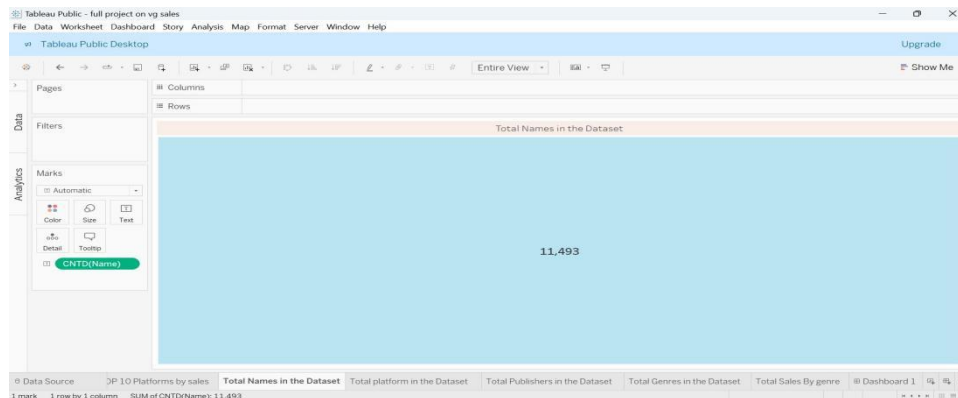 Tableau Public - full project on vg sales
File Data Worksheet Dashboard Story Analysis Map Format Server Window Help
Tableau Public Desktop
Upgrade
Entire View
Show Me
Pages
Columns
Rows
Data
Filters
Total Names in the Dataset
Analytics
Marks
Automatic
Color Size Text
Detail Tooltip
CNTD(Name)
11,493
Data Source OP 10 Platforms by sales Total Names in the Dataset Total platform in the Dataset Total Publishers in the Dataset Total Genres in the Dataset Total Sales By genre Dashboard 1
1 mark 1 row by 1 column SUM of CNTD(Name): 11,493